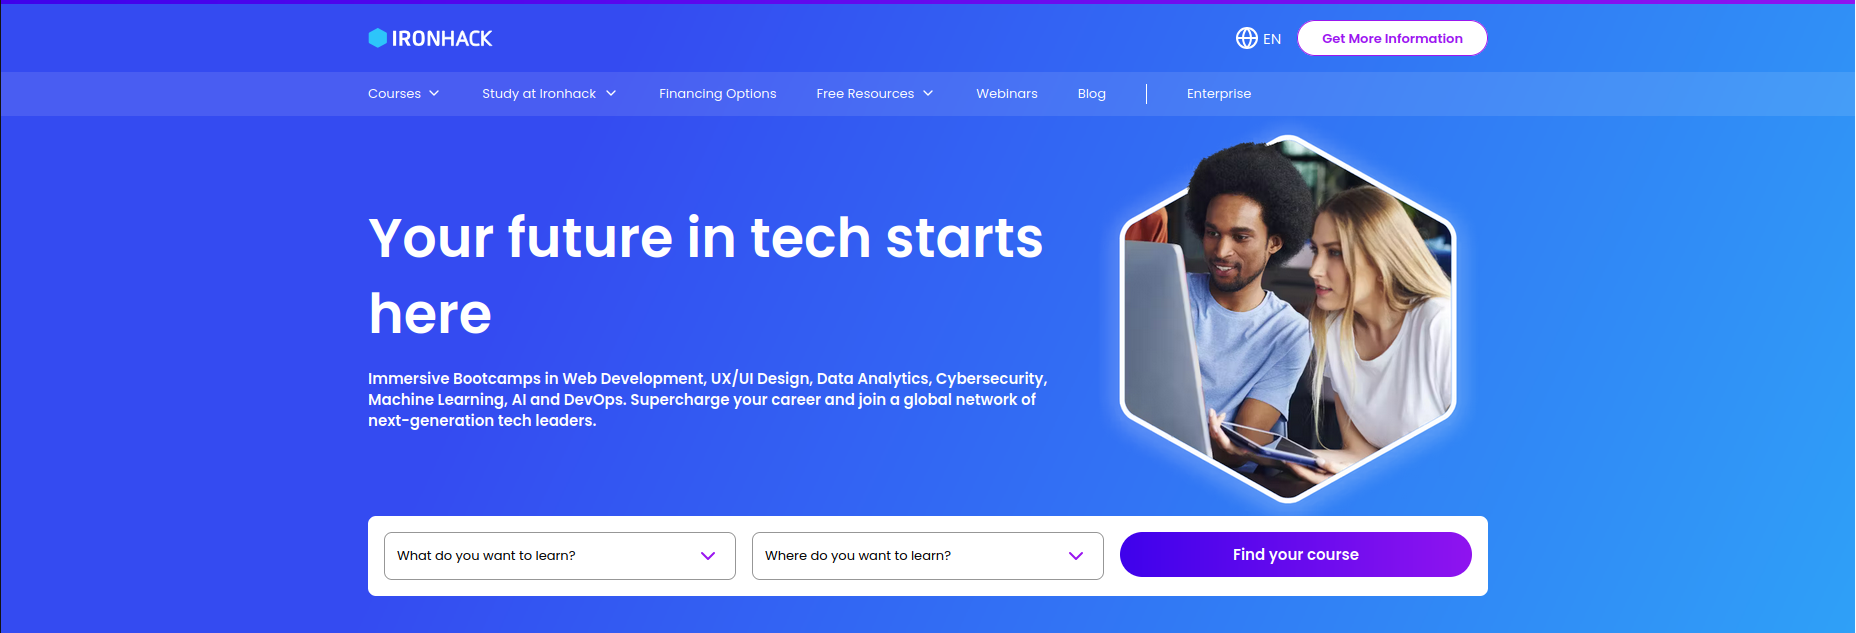 IRONHACK
EN
Get More Information
Courses
Study at Ironhack
Financing Options
Free Resources
Webinars
Blog
Enterprise
Your future in tech starts
here
Immersive Bootcamps in Web Development, UX/UI Design, Data Analytics, Cybersecurity,
Machine Learning, AI and DevOps. Supercharge your career and join a global network of
next-generation tech leaders.
What do you want to learn?
Where do you want to learn?
Find your course